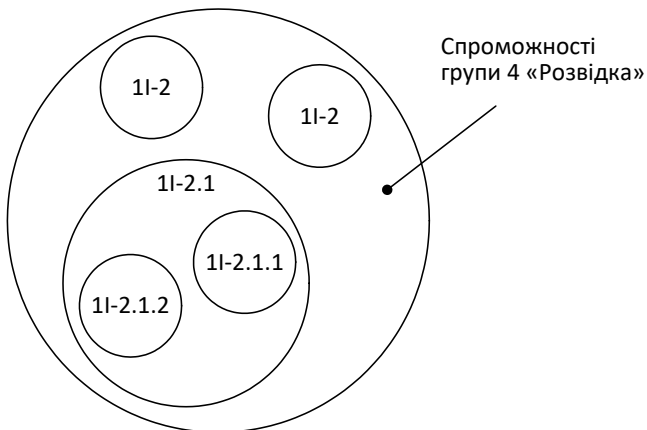 Спроможності
групи 4 «Розвідка»
1І-2
1І-2
1І-2.1
1І-2.1.1
1І-2.1.2